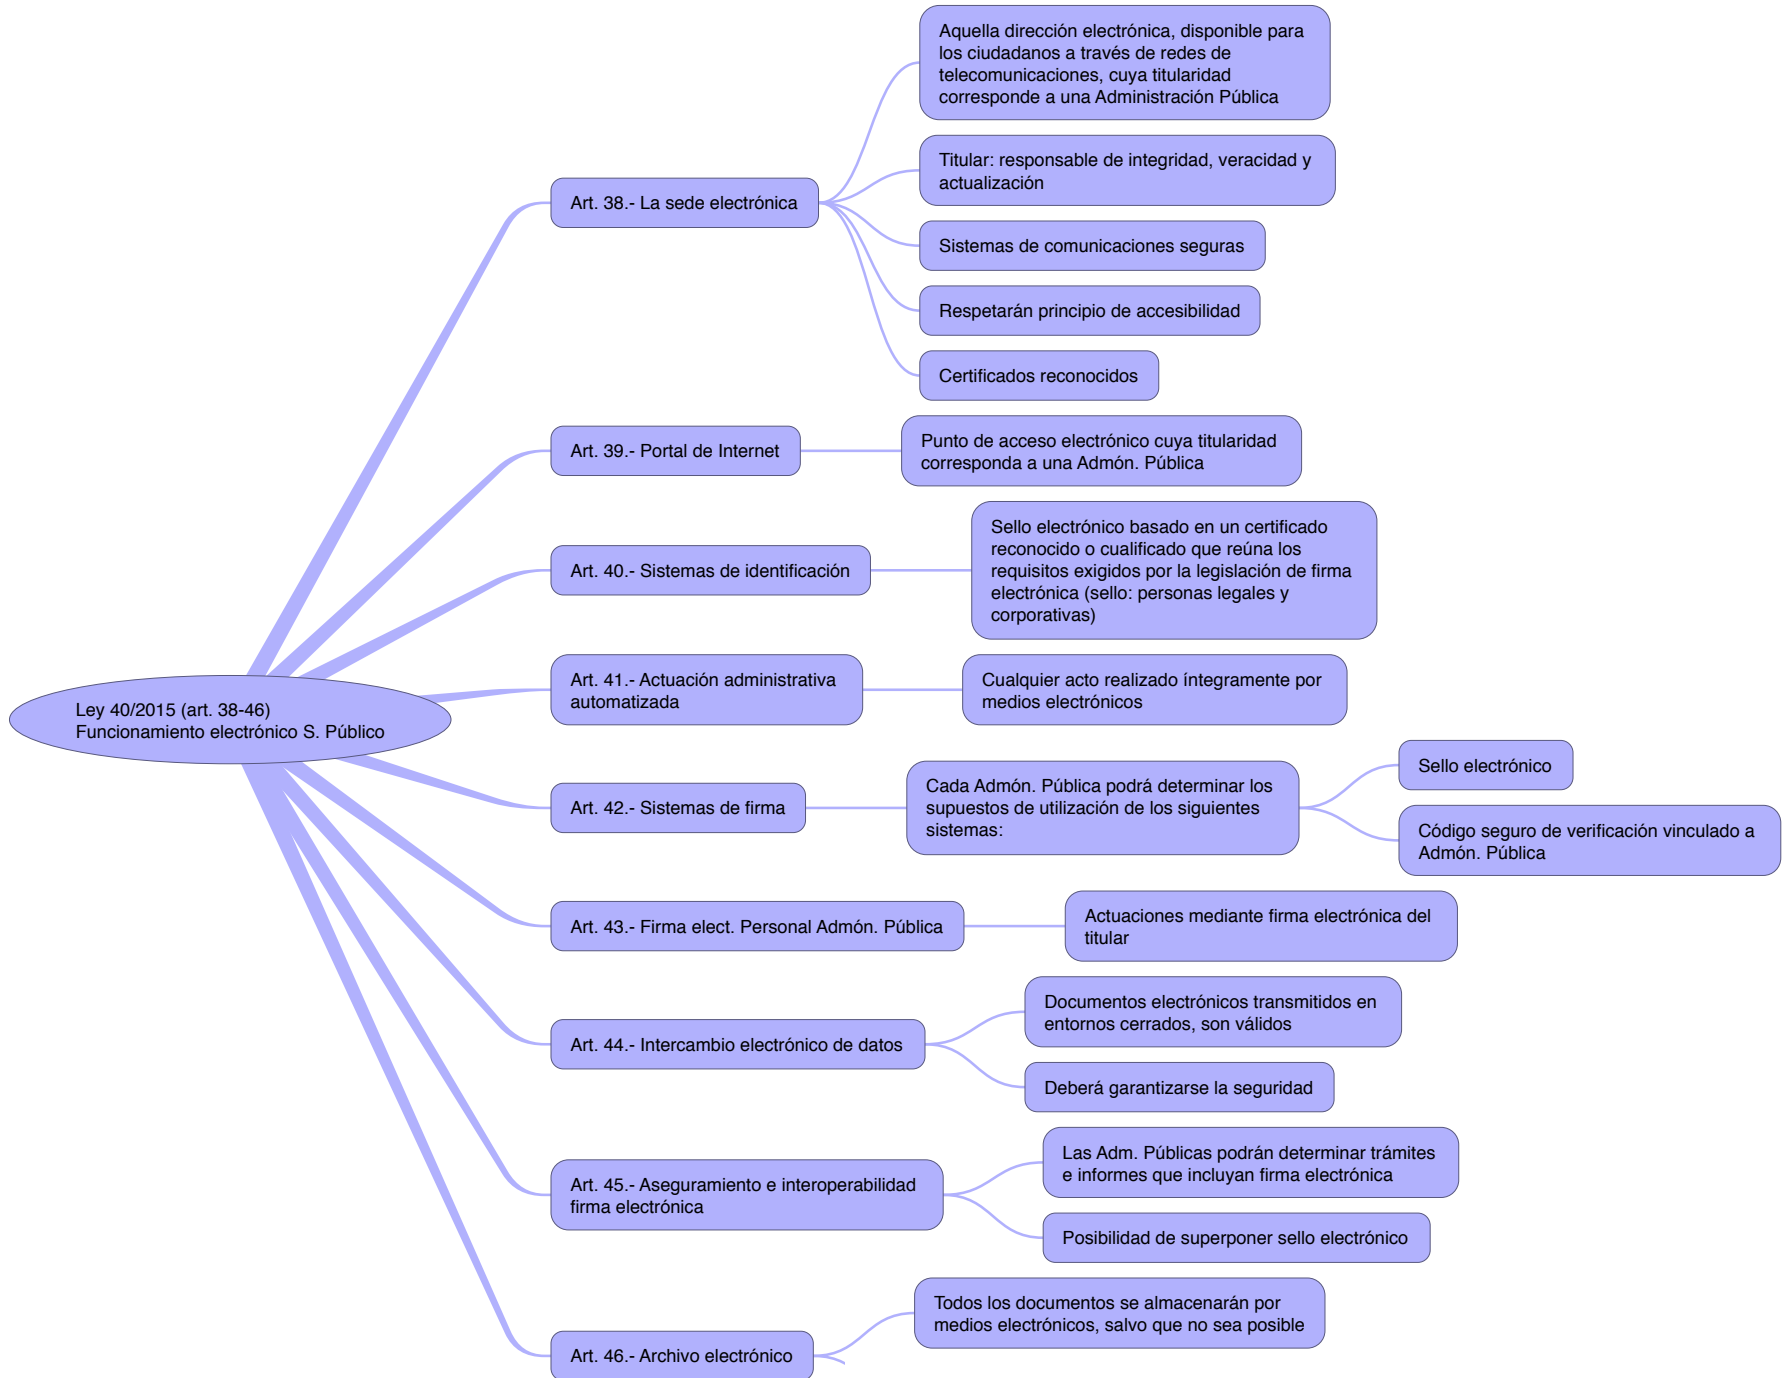 Ley 40/2015 (art. 38-46)
Funcionamiento electrónico S. Público
Art. 38.- La sede electrónica
Aquella dirección electrónica, disponible para
los ciudadanos a través de redes de
telecomunicaciones, cuya titularidad
corresponde a una Administración Pública
Titular: responsable de integridad, veracidad y
actualización
Sistemas de comunicaciones seguras
Respetarán principio de accesibilidad
Certificados reconocidos
Art. 39.- Portal de Internet
Punto de acceso electrónico cuya titularidad
corresponda a una Admón. Pública
Art. 40.- Sistemas de identificación
Sello electrónico basado en un certificado
reconocido o cualificado que reúna los
requisitos exigidos por la legislación de firma
electrónica (sello: personas legales y
corporativas)
Art. 41.- Actuación administrativa
automatizada
Cualquier acto realizado íntegramente por
medios electrónicos
Art. 42.- Sistemas de firma
Cada Admón. Pública podrá determinar los
supuestos de utilización de los siguientes
sistemas:
Sello electrónico
Código seguro de verificación vinculado a
Admón. Pública
Art. 43.- Firma elect. Personal Admón. Pública
Actuaciones mediante firma electrónica del
titular
Art. 44.- Intercambio electrónico de datos
Documentos electrónicos transmitidos en
entornos cerrados, son válidos
Deberá garantizarse la seguridad
Art. 45.- Aseguramiento e interoperabilidad
firma electrónica
Las Adm. Públicas podrán determinar trámites
e informes que incluyan firma electrónica
Posibilidad de superponer sello electrónico
Art. 46.- Archivo electrónico
Todos los documentos se almacenarán por
medios electrónicos, salvo que no sea posible